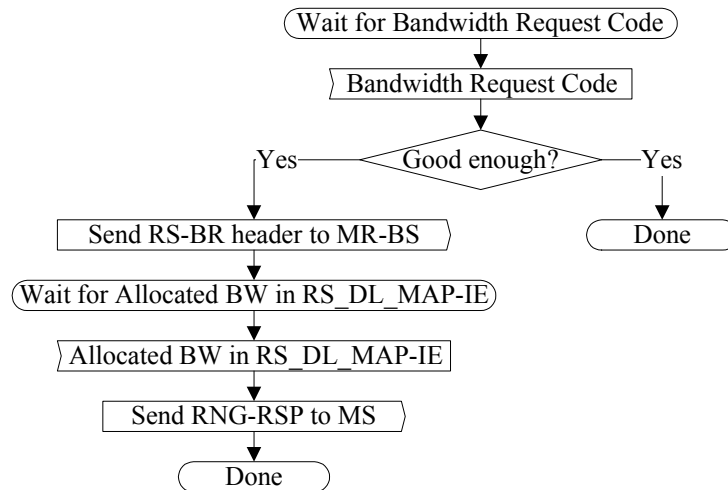 Wait for Bandwidth Request Code
Bandwidth Request Code
Good enough?
Yes
Yes
Send RS-BR header to MR-BS
Done
Wait for Allocated BW in RS_DL_MAP-IE
Allocated BW in RS_DL_MAP-IE
Send RNG-RSP to MS
Done